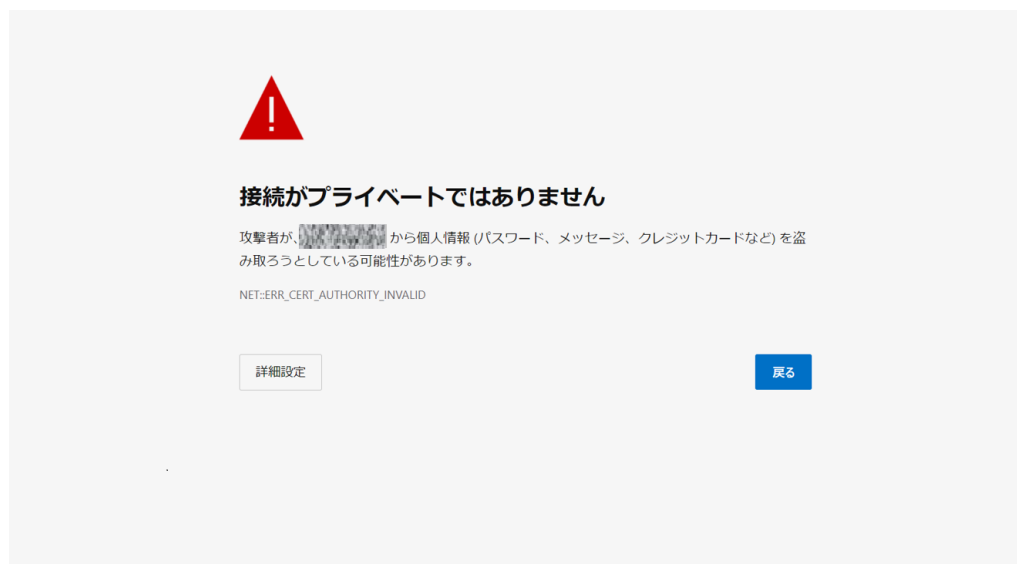 接続がプライベートではありません
攻撃者が、 から個人情報 (パスワード、メッセージ、クレジットカードなど) を盗
み取ろうとしている可能性があります。
NET::ERR_CERT_AUTHORITY_INVALID
詳細設定
戻る